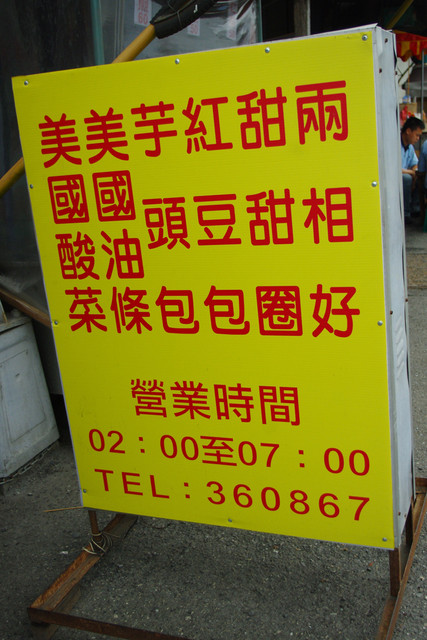 兩相好
甜甜圈
紅豆包
芋頭包
美國油條
美國酸菜
營業時間
02：00至07：00
TEL：360867